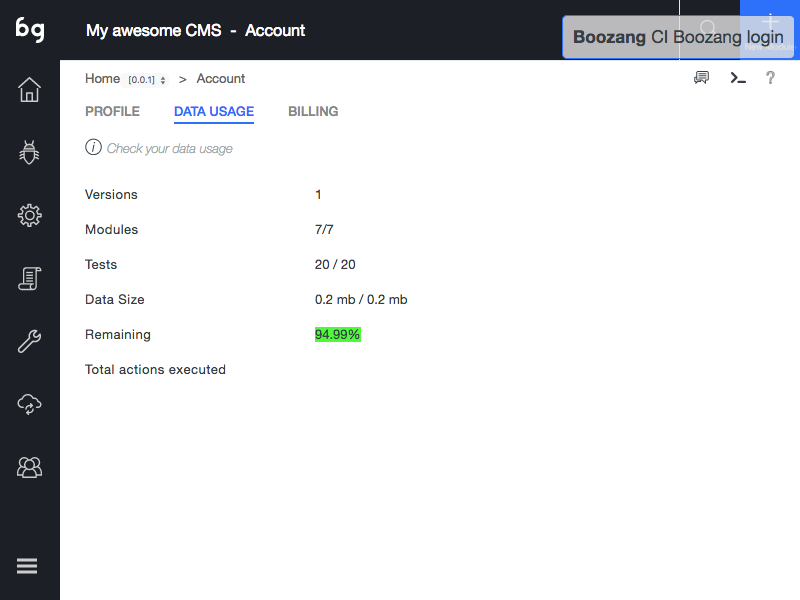 bg
My awesome CMS - Account
Boozang CI Boozang login
Home [0.0.1] > Account
?
PROFILE DATA USAGE BILLING
Check your data usage
Versions 1
Modules 7/7
Tests 20 / 20
Data Size 0.2 mb / 0.2 mb
Remaining 94.99%
Total actions executed